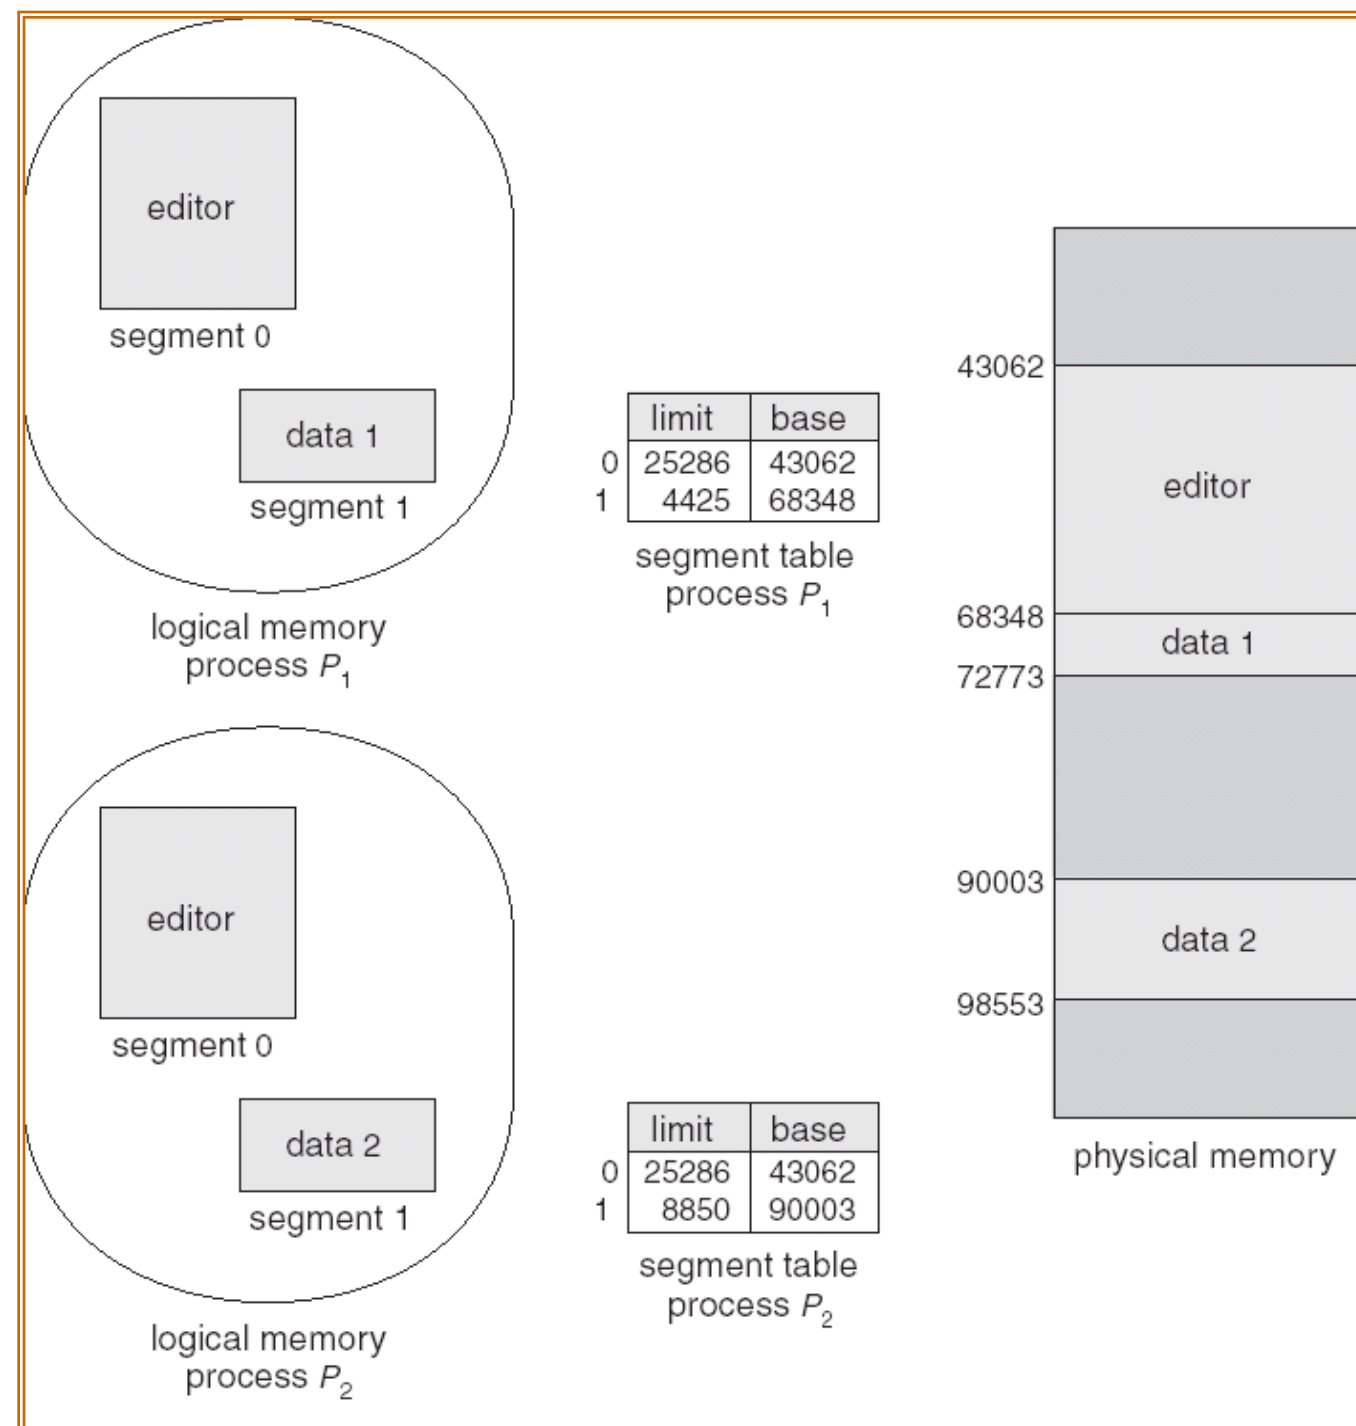 editor
segment 0
data 1
segment 1
logical memory
process P1
limit base
0 25286 43062
1 4425 68348
segment table
process P1
editor
segment 0
data 2
segment 1
logical memory
process P2
limit base
0 25286 43062
1 8850 90003
segment table
process P2
43062
editor
68348
data 1
72773
90003
data 2
98553
physical memory